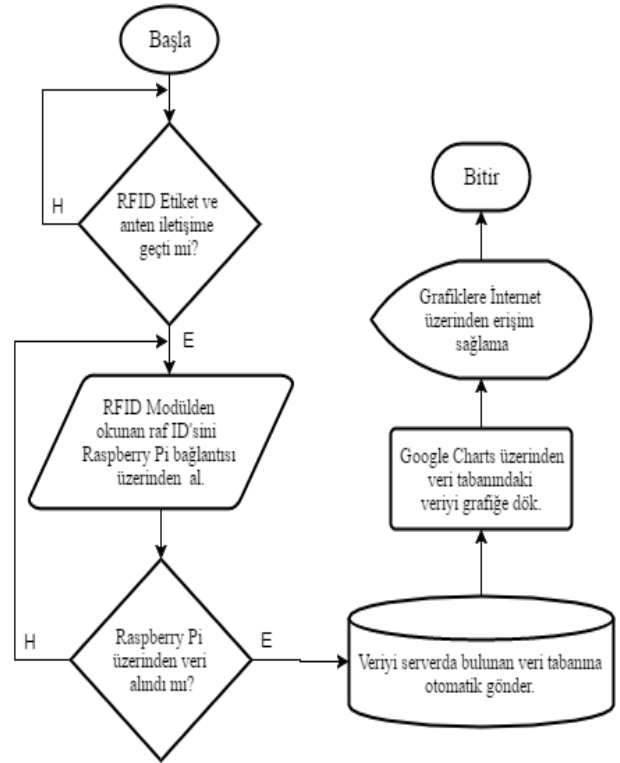 Başla
H
RFID Etiket ve
anten iletişime
geçti mi?
E
RFID Modülden
okunan raf ID'sini
Raspberry Pi bağlantısı
üzerinden al.
H
Raspberry Pi
üzerinden veri
alındı mı?
E
Veriyi serverda bulunan veri tabanına
otomatik gönder.
Google Charts üzerinden
veri tabanındaki
veriyi grafiğe dök.
Grafiklere İnternet
üzerinden erişim
sağlama
Bitir